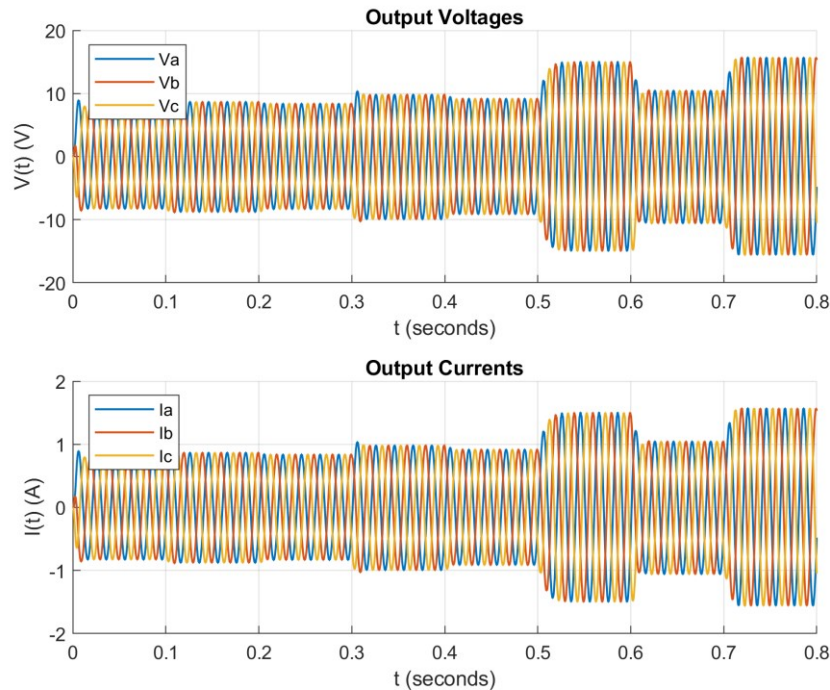 Output Voltages
20
10
0
-10
-20
V(t) (V)
Va
Vb
Vc
0 0.1 0.2 0.3 0.4 0.5 0.6 0.7 0.8
t (seconds)
Output Currents
2
1
0
-1
-2
I(t) (A)
Ia
Ib
Ic
0 0.1 0.2 0.3 0.4 0.5 0.6 0.7 0.8
t (seconds)